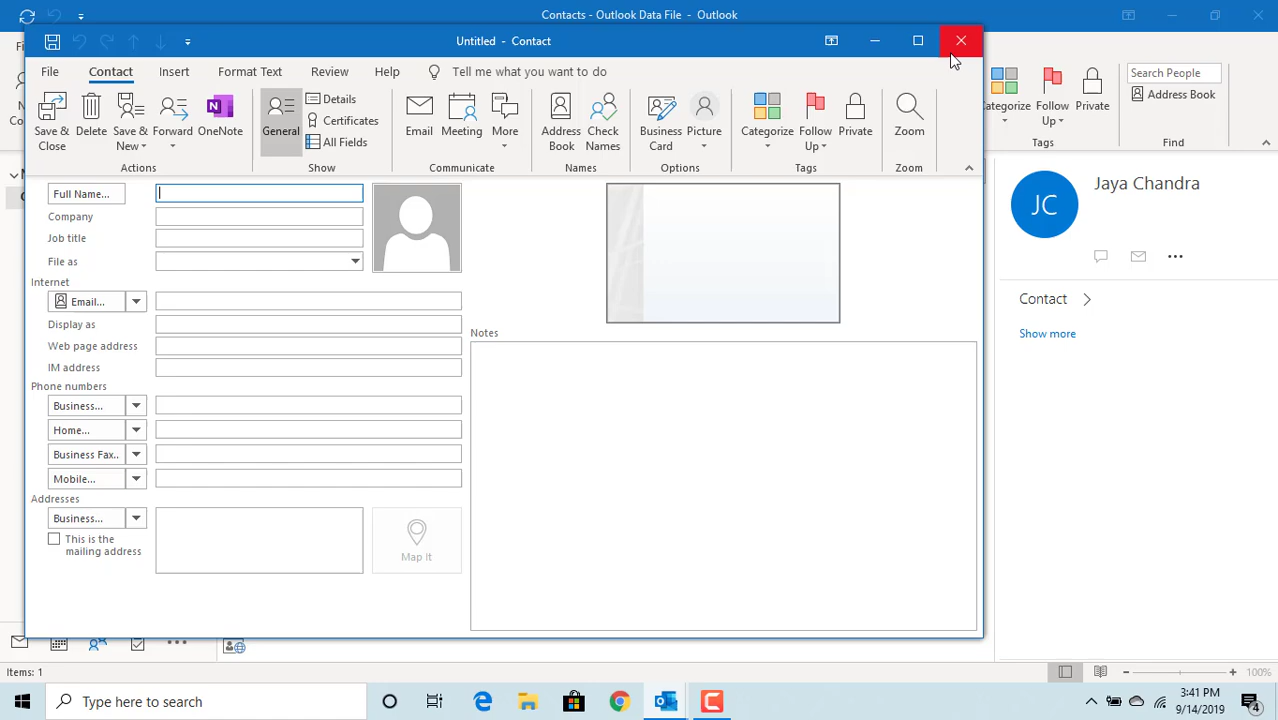 Contacts - Outlook Data File - Outlook
Untitled - Contact
File
Contact
Insert
Format Text
Review
Help
Tell me what you want to do
Save & Close
Delete
Save & New
Forward
OneNote
Actions
General
Details
Certificates
All Fields
Show
Email
Meeting
More
Communicate
Address Book
Check Names
Names
Business Card
Picture
Options
Categorize
Follow Up
Private
Tags
Zoom
Zoom
Categorize
Follow Up
Private
Tags
Search People
Address Book
Find
Full Name...
Company
Job title
File as
Internet
Email...
Display as
Web page address
IM address
Phone numbers
Business...
Home...
Business Fax..
Mobile...
Addresses
Business...
This is the mailing address
Map It
Notes
JC
Jaya Chandra
Contact
Show more
Items: 1
100%
Type here to search
3:41 PM
9/14/2019
4